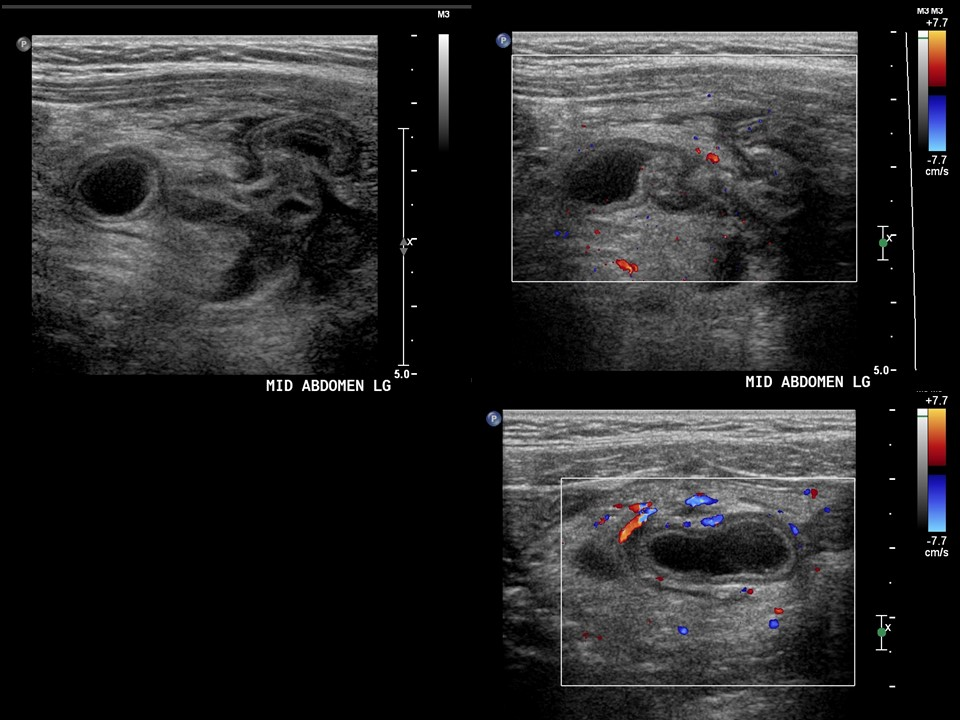 M3
P
X
5.0
MID ABDOMEN LG
M3 M3
+7.7
P
-7.7
cm/s
X
5.0
MID ABDOMEN LG
+7.7
P
-7.7
cm/s
X